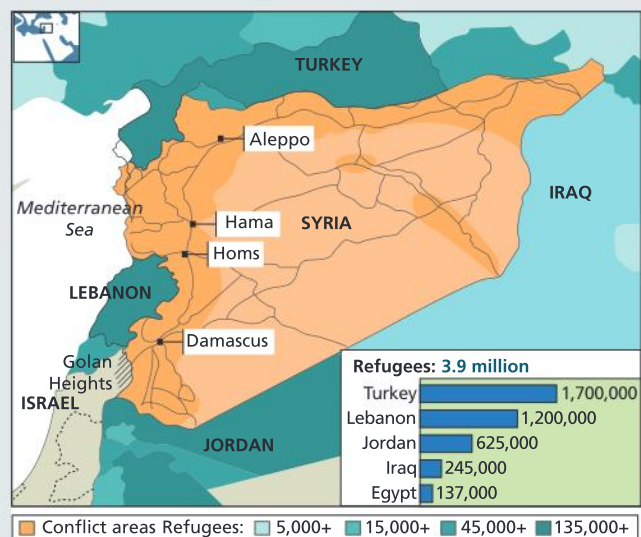 TURKEY
Aleppo
IRAQ
Mediterranean
Sea
Hama
SYRIA
Homs
LEBANON
Damascus
Golan
Heights
ISRAEL
JORDAN
Refugees: 3.9 million
Turkey 1,700,000
Lebanon 1,200,000
Jordan 625,000
Iraq 245,000
Egypt 137,000
Conflict areas Refugees: 5,000+ 15,000+ 45,000+ 135,000+